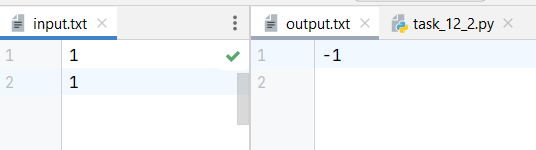 input.txt
1 1
2 1
output.txt task_12_2.py
1 -1
2